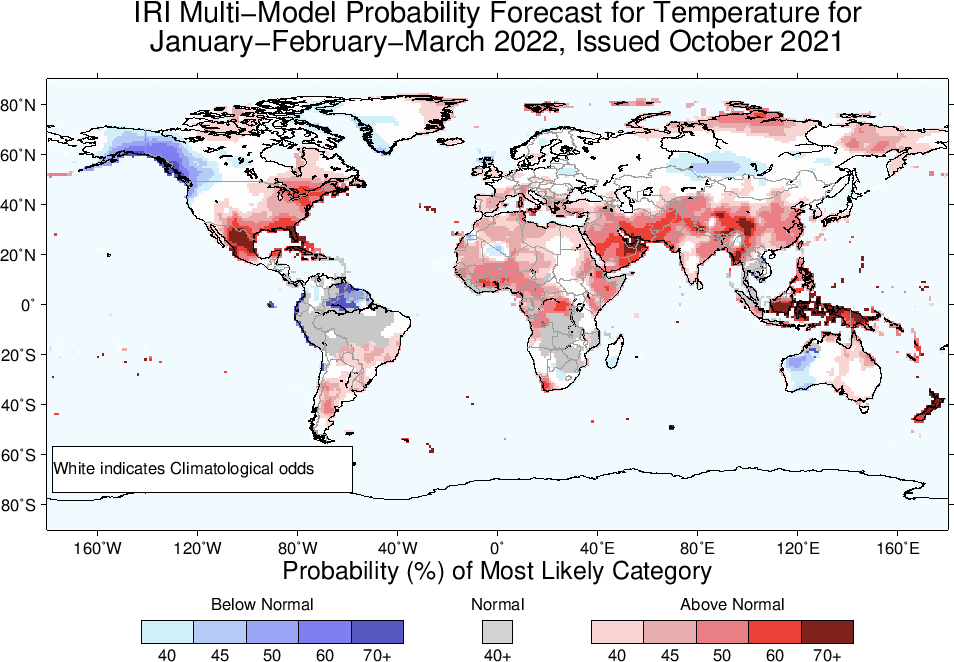 IRI Multi−Model Probability Forecast for Temperature for
January−February−March 2022, Issued October 2021
80˚N
60˚N
40˚N
20˚N
0˚
20˚S
40˚S
60˚S
80˚S
White indicates Climatological odds
160˚W 120˚W 80˚W 40˚W 0˚ 40˚E 80˚E 120˚E 160˚E
Probability (%) of Most Likely Category
Below Normal Normal Above Normal
40 45 50 60 70+ 40+ 40 45 50 60 70+